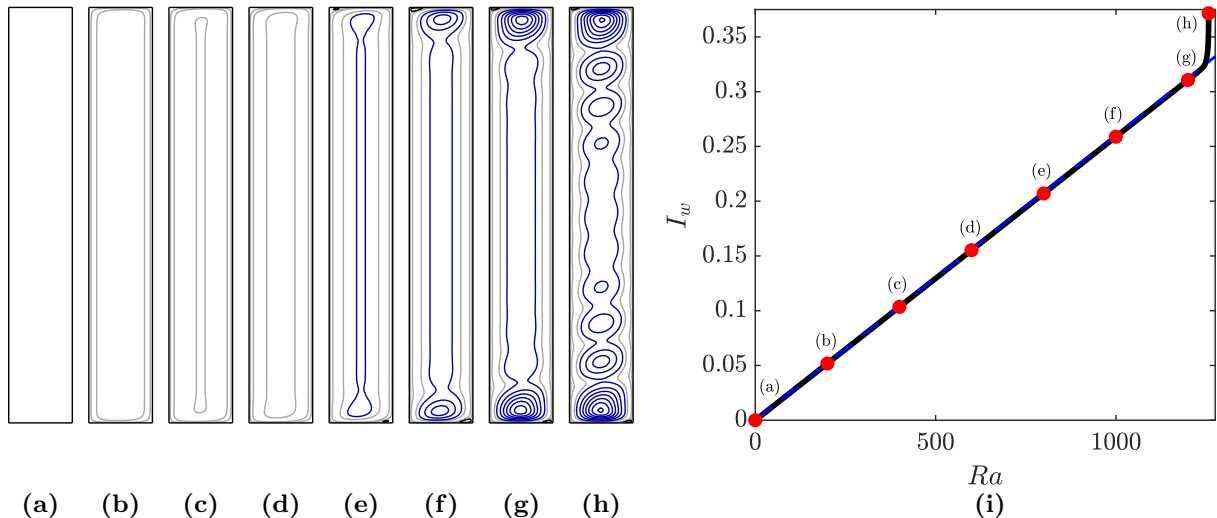 0.35
0.3
0.25
0.2
0.15
0.1
0.05
0
I_w
(a)
(b)
(c)
(d)
(e)
(f)
(g)
(h)
0 500 1000
Ra
(a) (b) (c) (d) (e) (f) (g) (h) (i)